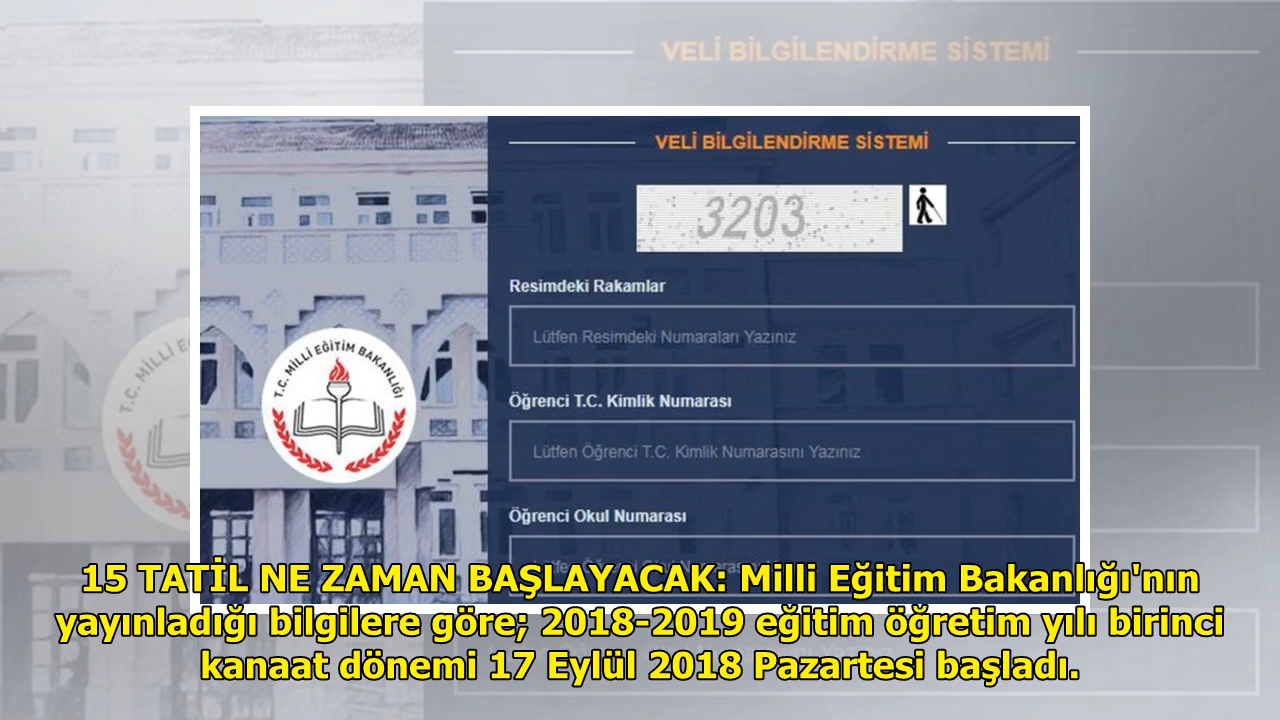 VELİ BİLGİLENDİRME SİSTEMİ
VELİ BİLGİLENDİRME SİSTEMİ
3203
Resimdeki Rakamlar
Lütfen Resimdeki Numaraları Yazınız
T.C. MİLLİ EĞİTİM BAKANLIĞI
T.C. MİLLİ
Öğrenci T.C. Kimlik Numarası
Lütfen Öğrenci T.C. Kimlik Numarasını Yazınız
Öğrenci Okul Numarası
15 TATİL NE ZAMAN BAŞLAYACAK: Milli Eğitim Bakanlığı'nın
yayınladığı bilgilere göre; 2018-2019 eğitim öğretim yılı birinci
kanaat dönemi 17 Eylül 2018 Pazartesi başladı.